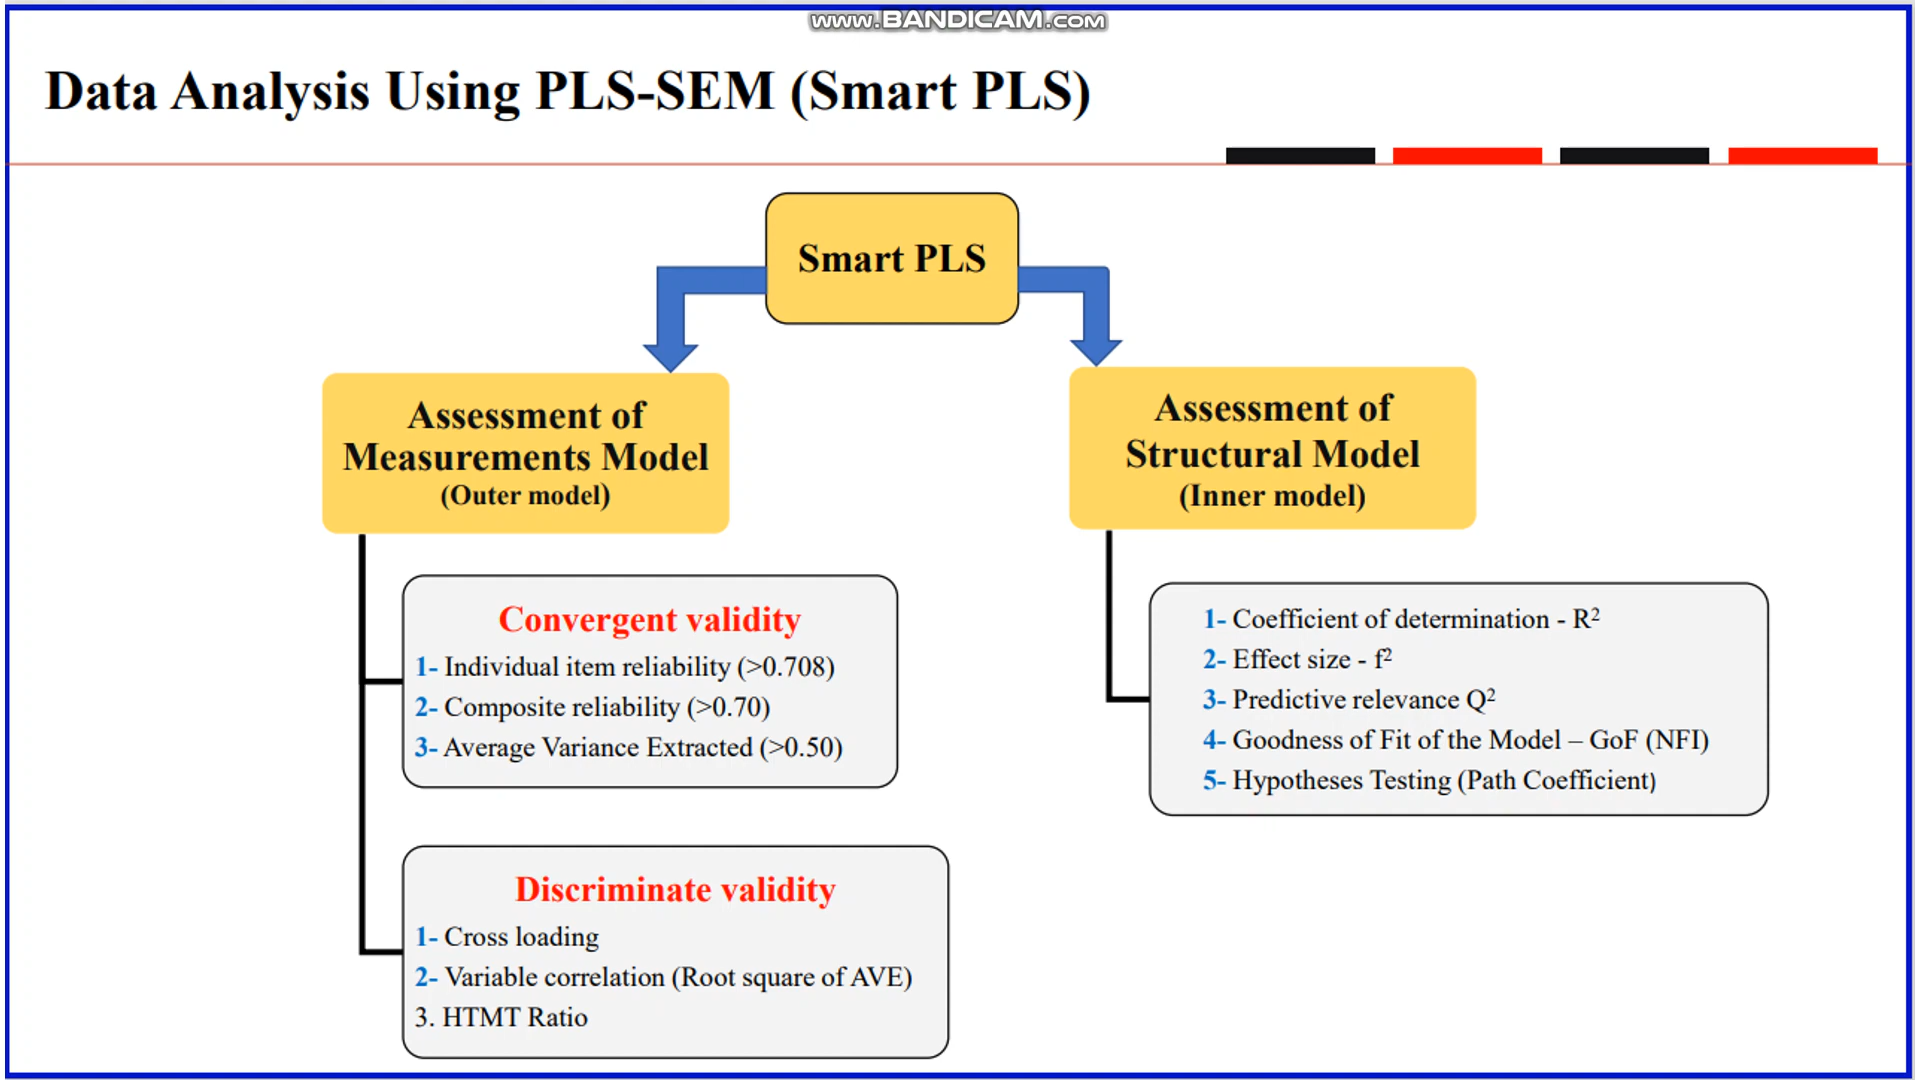 www.BANDICAM.com
Data Analysis Using PLS-SEM (Smart PLS)
Smart PLS
Assessment of
Measurements Model
(Outer model)
Convergent validity
1- Individual item reliability (>0.708)
2- Composite reliability (>0.70)
3- Average Variance Extracted (>0.50)
Discriminate validity
1- Cross loading
2- Variable correlation (Root square of AVE)
3. HTMT Ratio
Assessment of
Structural Model
(Inner model)
1- Coefficient of determination - R²
2- Effect size - f²
3- Predictive relevance Q²
4- Goodness of Fit of the Model – GoF (NFI)
5- Hypotheses Testing (Path Coefficient)